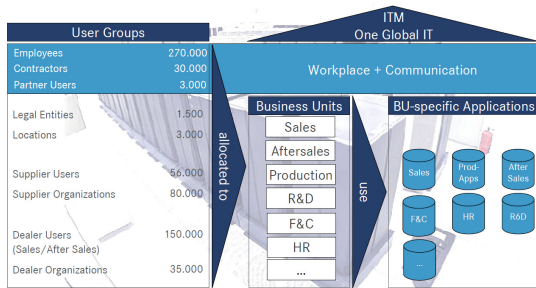 ITM
One Global IT
User Groups
Employees 270.000
Contractors 30.000
Partner Users 3.000
Workplace + Communication
Legal Entities 1.500
Locations 3.000
Supplier Users 56.000
Supplier Organizations 80.000
Dealer Users 150.000
(Sales/After Sales)
Dealer Organizations 35.000
allocated to
Business Units
Sales
Aftersales
Production
R&D
F&C
HR
...
use
BU-specific Applications
Sales
Prod-
Apps
After
Sales
F&C
HR
R&D
...